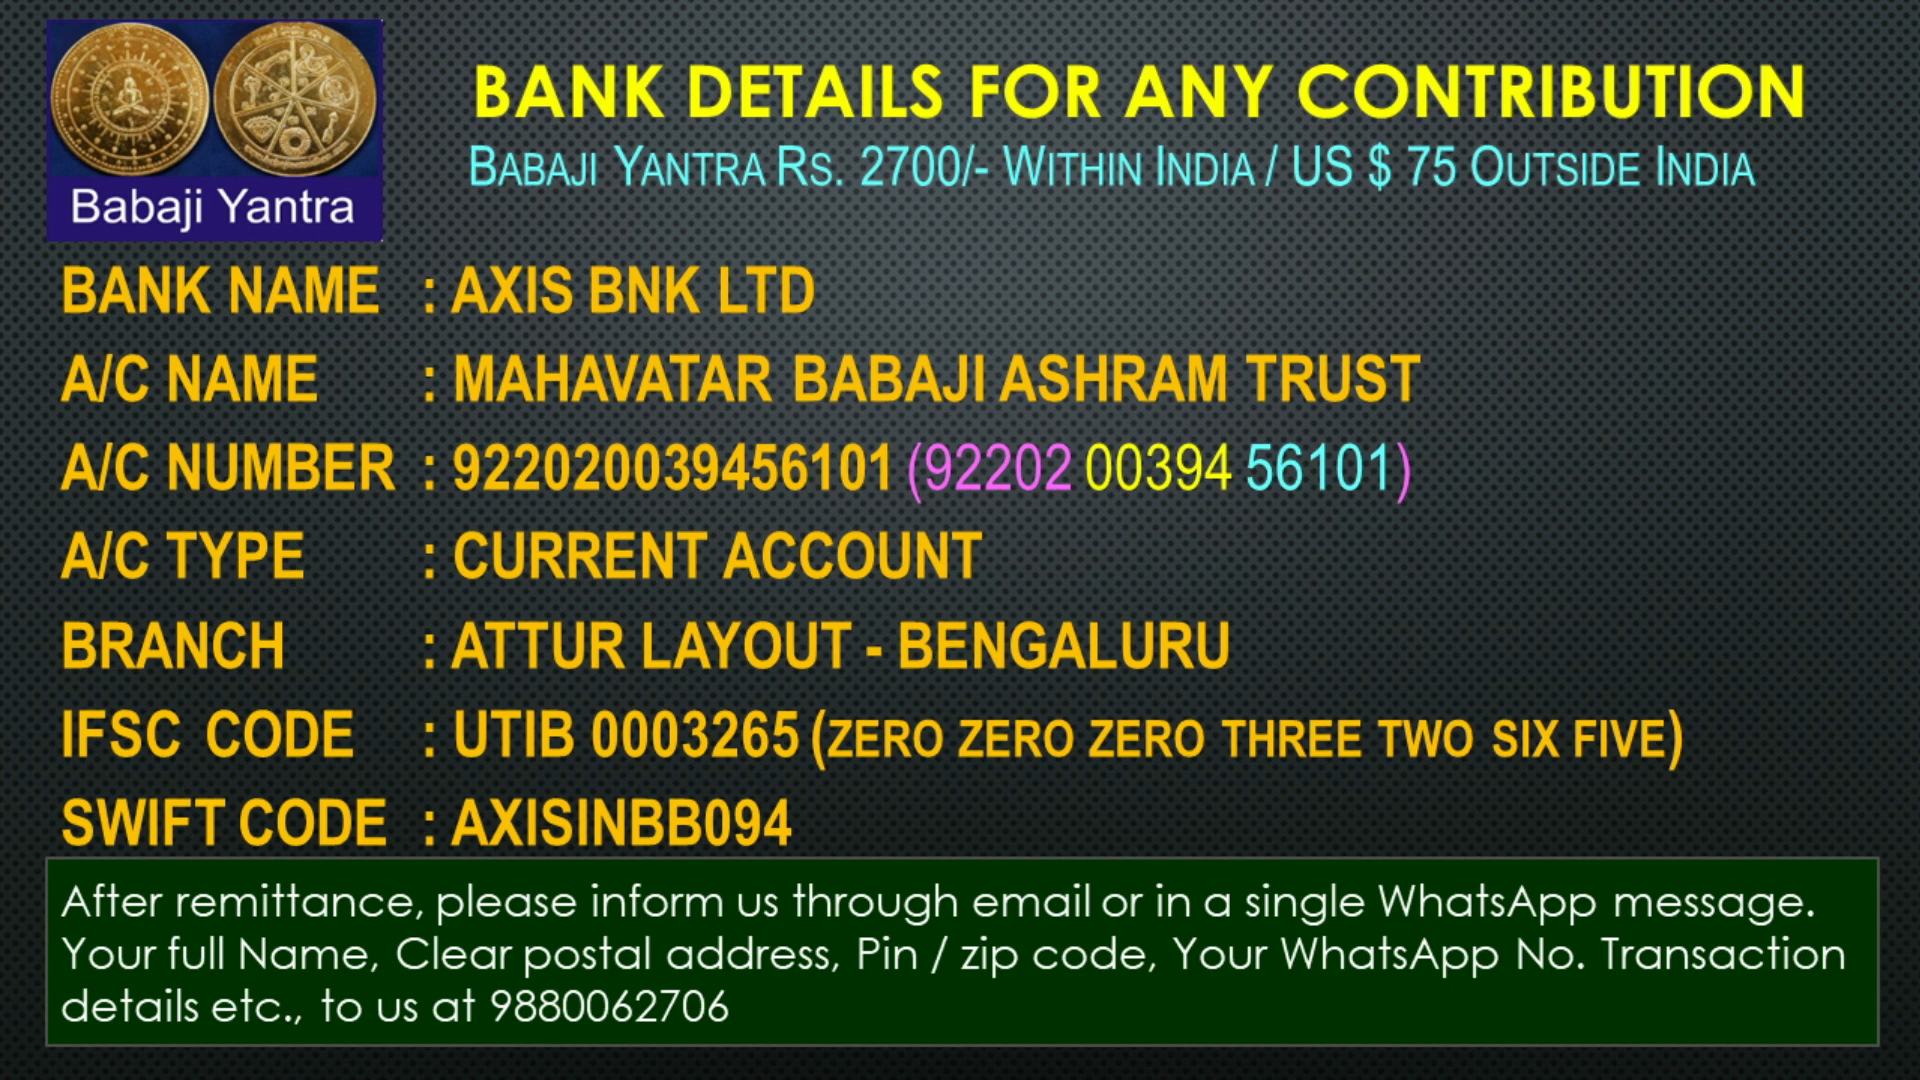 BANK DETAILS FOR ANY CONTRIBUTION
BABAJI YANTRA RS. 2700/- WITHIN INDIA / US $ 75 OUTSIDE INDIA
Babaji Yantra
BANK NAME : AXIS BNK LTD
A/C NAME : MAHAVATAR BABAJI ASHRAM TRUST
A/C NUMBER : 922020039456101 (92202 00394 56101)
A/C TYPE : CURRENT ACCOUNT
BRANCH : ATTUR LAYOUT - BENGALURU
IFSC CODE : UTIB 0003265 (ZERO ZERO ZERO THREE TWO SIX FIVE)
SWIFT CODE : AXISINBB094
After remittance, please inform us through email or in a single WhatsApp message.
Your full Name, Clear postal address, Pin / zip code, Your WhatsApp No. Transaction
details etc., to us at 9880062706